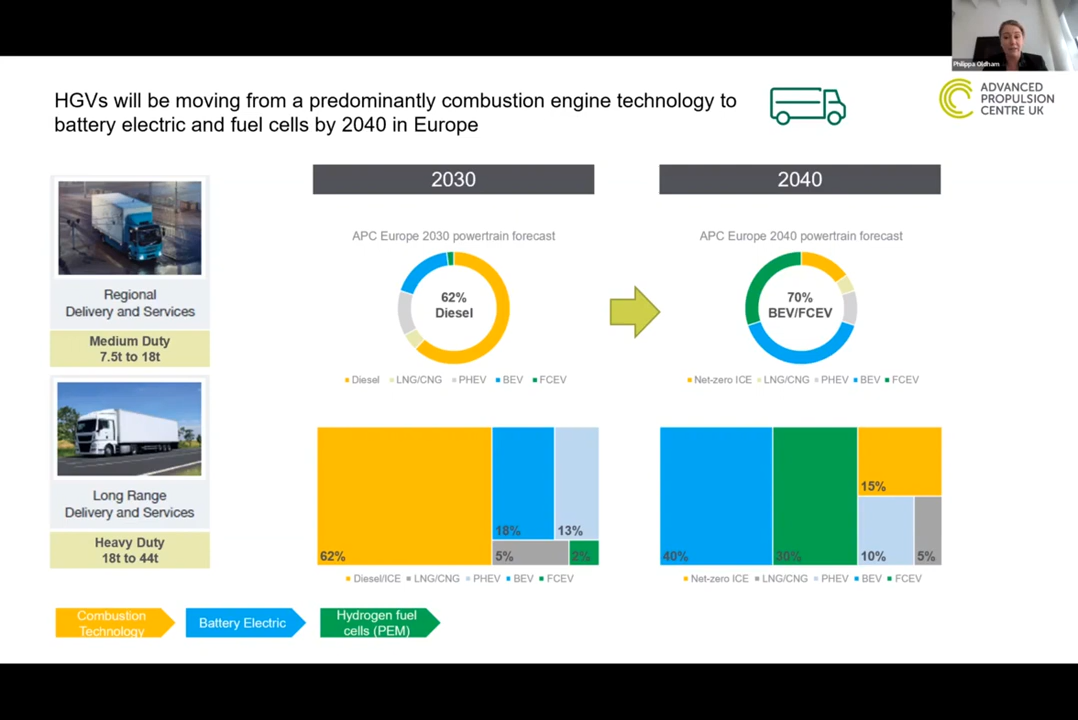 Philippa Oldham
HGVs will be moving from a predominantly combustion engine technology to
battery electric and fuel cells by 2040 in Europe
ADVANCED
PROPULSION
CENTRE UK
Regional
Delivery and Services
Medium Duty
7.5t to 18t
Long Range
Delivery and Services
Heavy Duty
18t to 44t
2030
APC Europe 2030 powertrain forecast
62%
Diesel
Diesel LNG/CNG PHEV BEV FCEV
62%
18%
13%
5%
2%
Diesel/ICE LNG/CNG PHEV BEV FCEV
2040
APC Europe 2040 powertrain forecast
70%
BEV/FCEV
Net-zero ICE LNG/CNG PHEV BEV FCEV
40%
30%
15%
10%
5%
Net-zero ICE LNG/CNG PHEV BEV FCEV
Combustion
Technology
Battery Electric
Hydrogen fuel
cells (PEM)